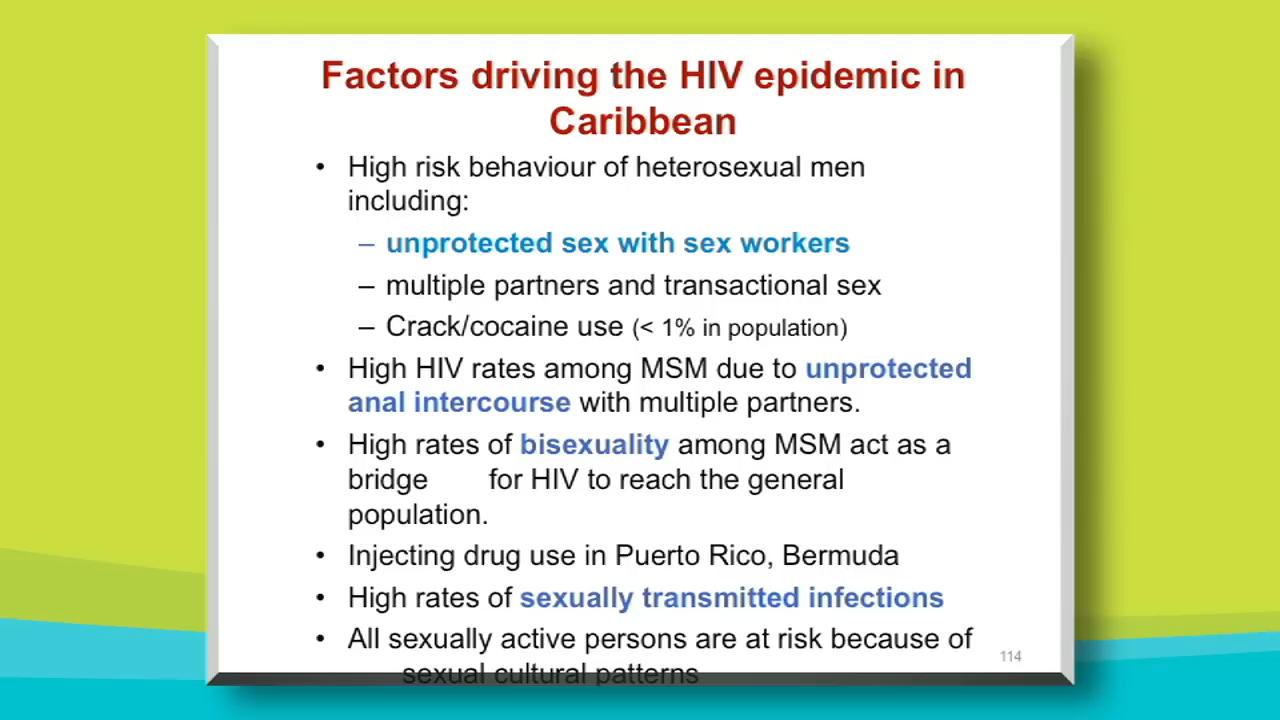 Factors driving the HIV epidemic in
Caribbean
• High risk behaviour of heterosexual men
including:
– unprotected sex with sex workers
– multiple partners and transactional sex
– Crack/cocaine use (< 1% in population)
• High HIV rates among MSM due to unprotected
anal intercourse with multiple partners.
• High rates of bisexuality among MSM act as a
bridge for HIV to reach the general
population.
• Injecting drug use in Puerto Rico, Bermuda
• High rates of sexually transmitted infections
• All sexually active persons are at risk because of
sexual cultural patterns
114